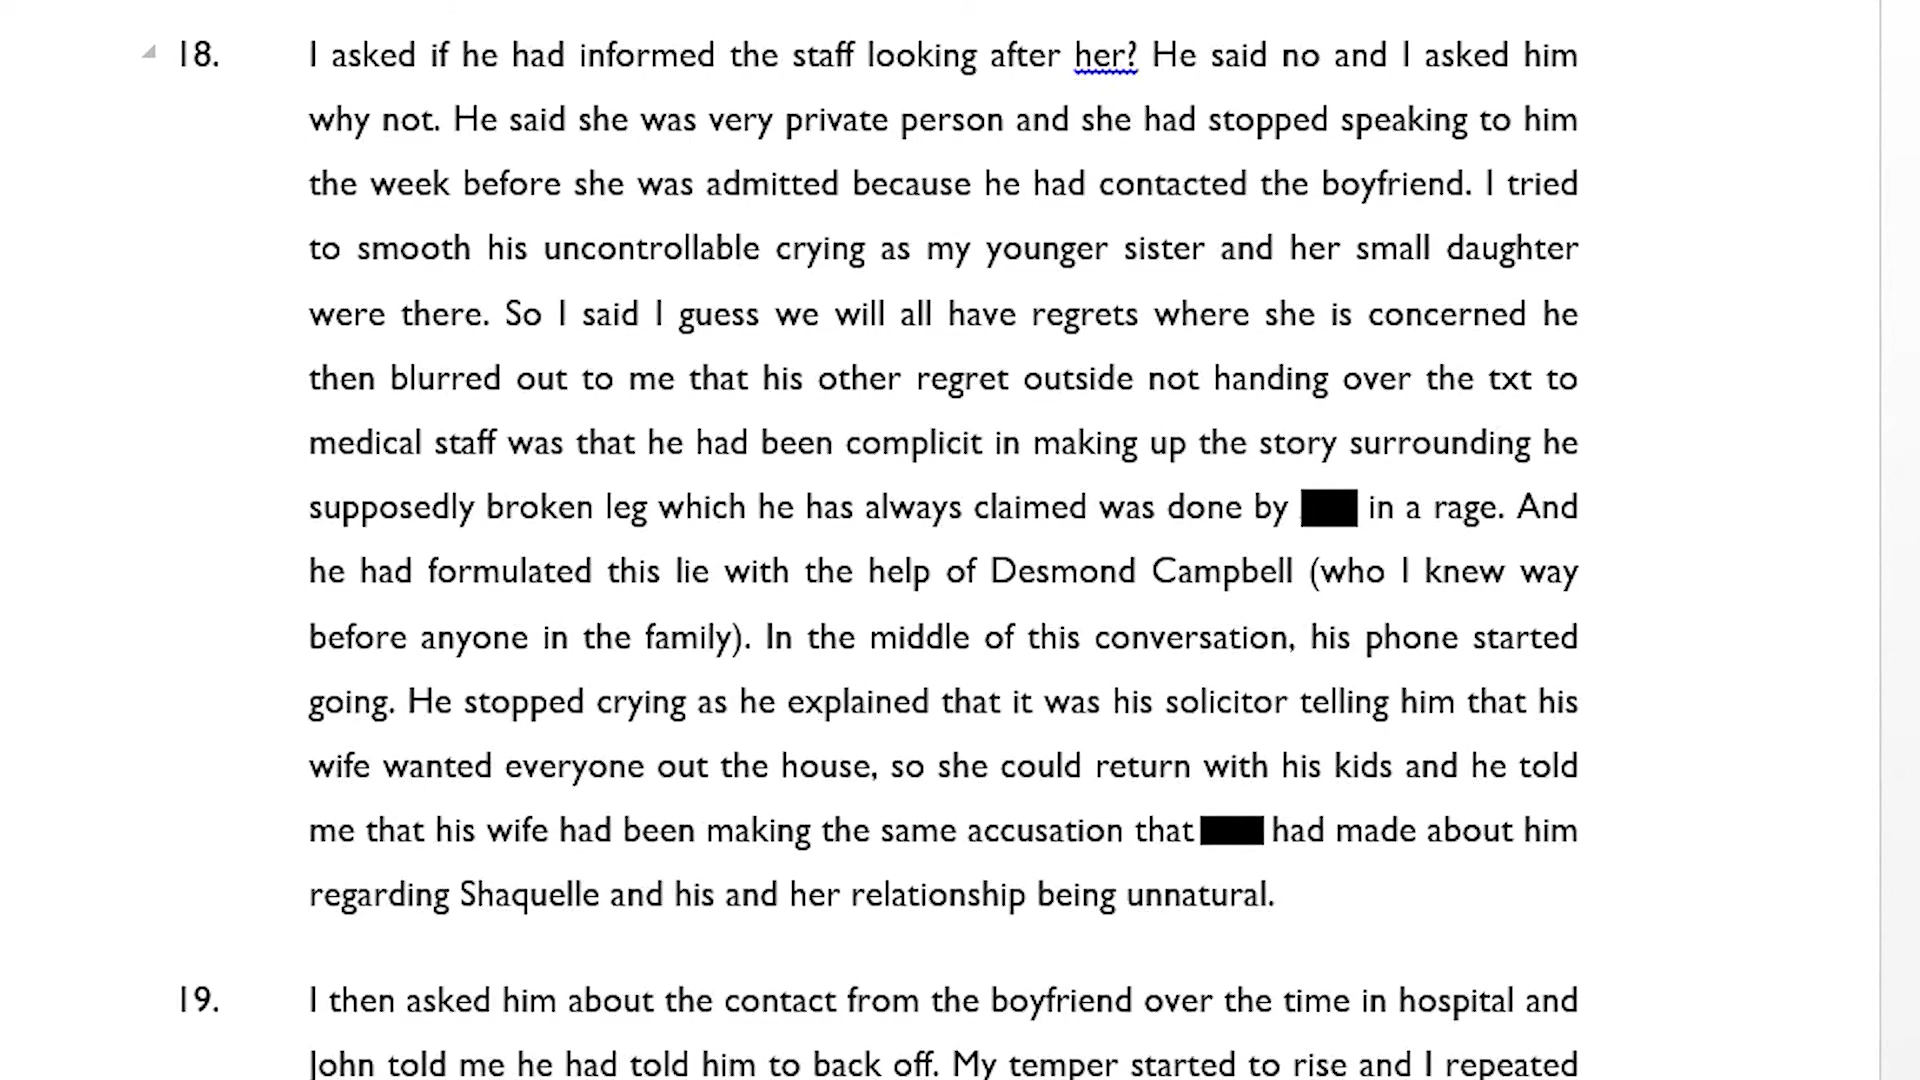 18. I asked if he had informed the staff looking after her? He said no and I asked him
why not. He said she was very private person and she had stopped speaking to him
the week before she was admitted because he had contacted the boyfriend. I tried
to smooth his uncontrollable crying as my younger sister and her small daughter
were there. So I said I guess we will all have regrets where she is concerned he
then blurred out to me that his other regret outside not handing over the txt to
medical staff was that he had been complicit in making up the story surrounding he
supposedly broken leg which he has always claimed was done by in a rage. And
he had formulated this lie with the help of Desmond Campbell (who I knew way
before anyone in the family). In the middle of this conversation, his phone started
going. He stopped crying as he explained that it was his solicitor telling him that his
wife wanted everyone out the house, so she could return with his kids and he told
me that his wife had been making the same accusation that had made about him
regarding Shaquelle and his and her relationship being unnatural.
19. I then asked him about the contact from the boyfriend over the time in hospital and
John told me he had told him to back off. My temper started to rise and I repeated